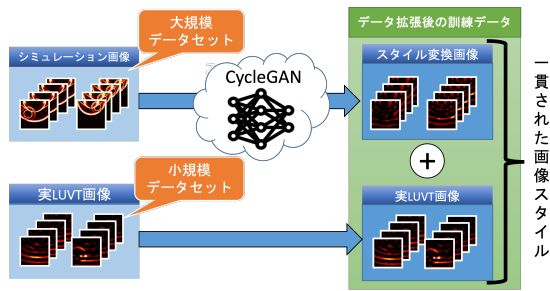 大規模
データセット
シミュレーション画像
CycleGAN
データ拡張後の訓練データ
スタイル変換画像
+
小規模
データセット
実LUVT画像
実LUVT画像
一貫された画像スタイル